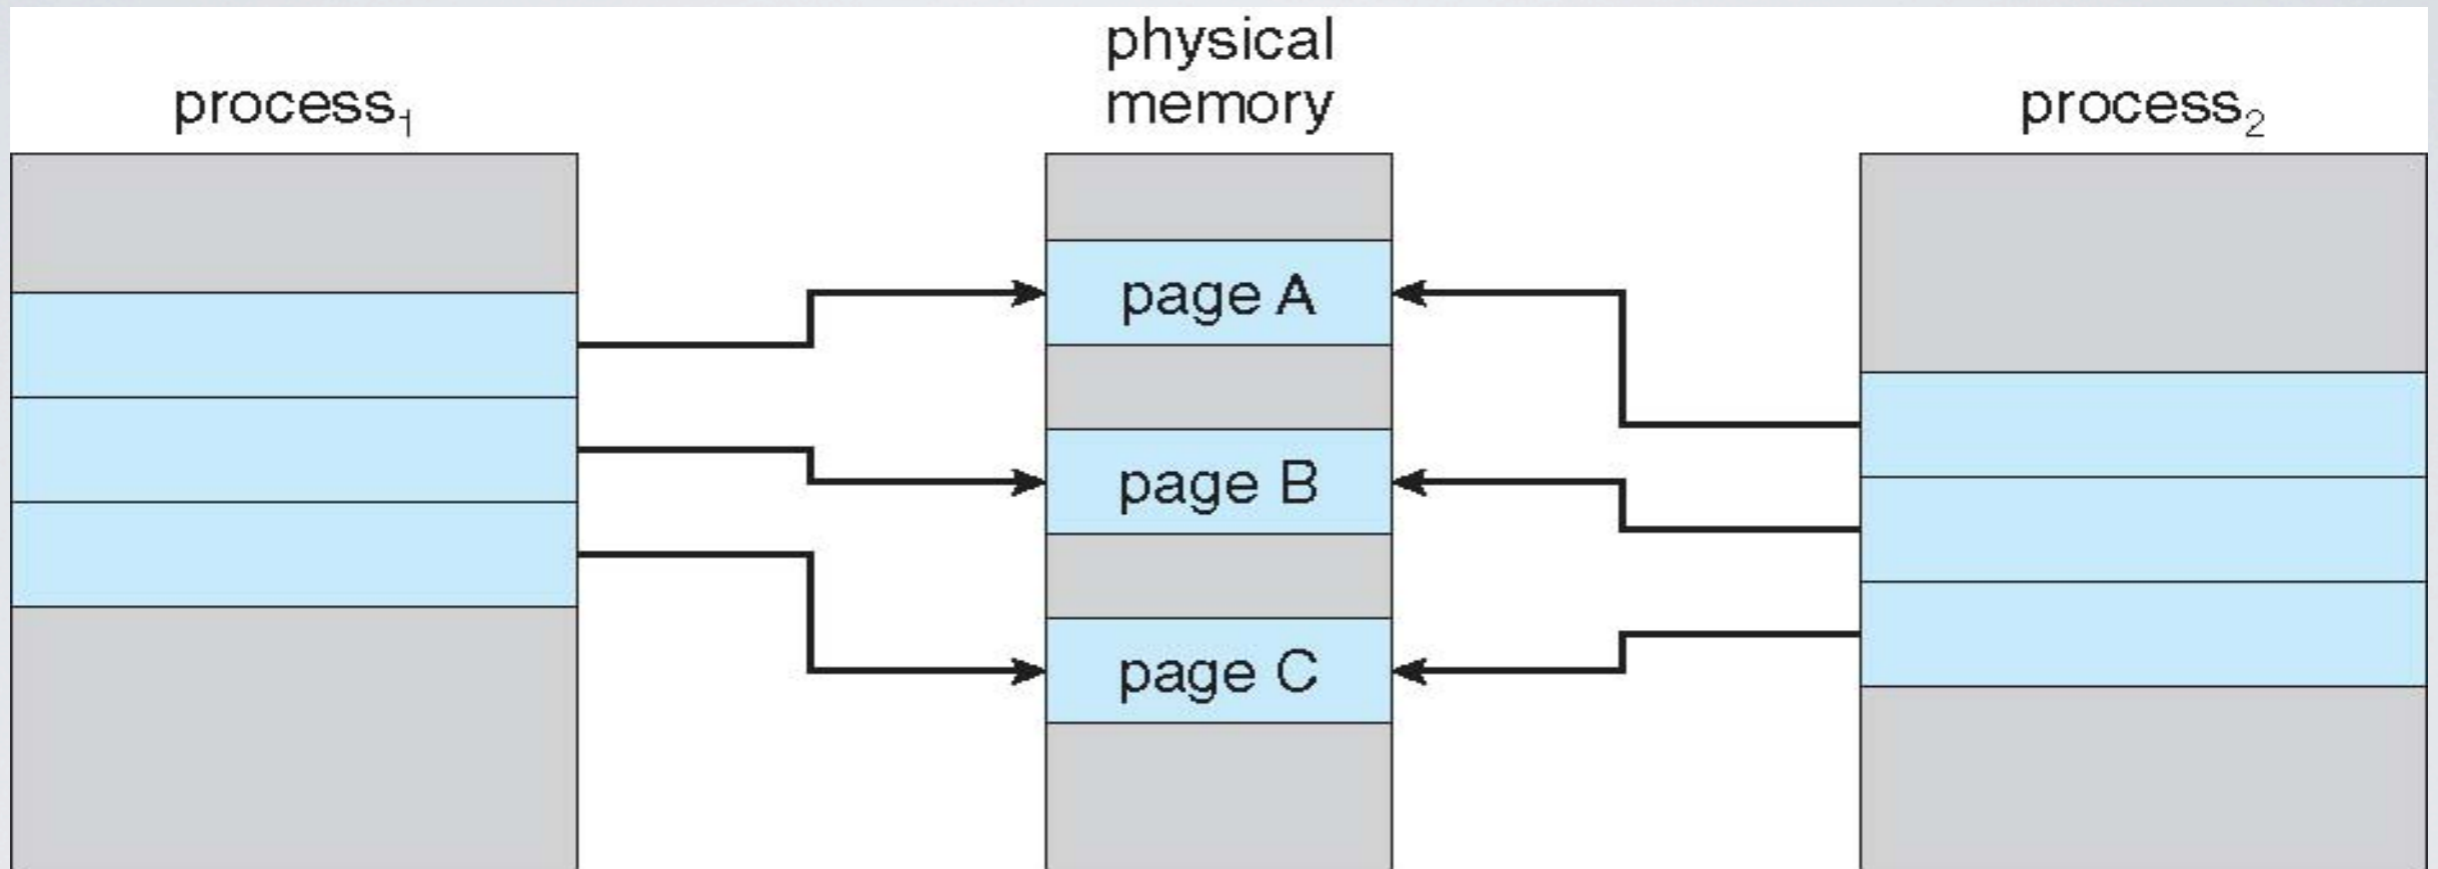 process₁
physical
memory
process₂
page A
page B
page C